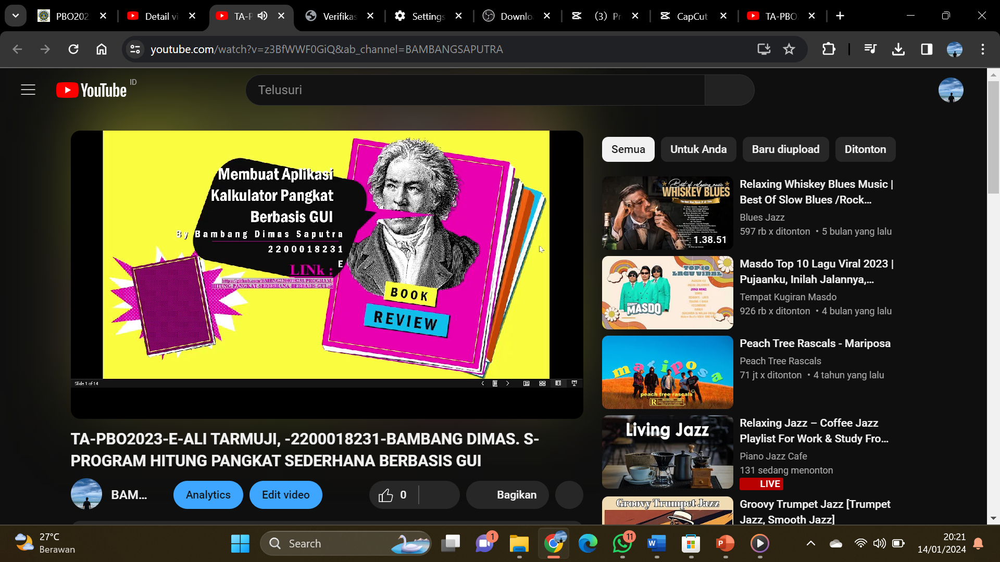 PBO202
Detail vi
TA-P
Verifikas
Settings
Downlo
(3) Pr
CapCut
TA-PBO
youtube.com/watch?v=z3BfWWF0GiQ&ab_channel=BAMBANGSAPUTRA
YouTube ID
Telusuri
Membuat Aplikasi
Kalkulator Pangkat
Berbasis GUI
By Bambang Dimas Saputra
2200018231
E
LINk :
https://github.com/BMBNG2200018231/PROGRAM-
HITUNG-PANGKAT-SEDERHANA-BERBASIS-GUI.git
BOOK
REVIEW
Slide 1 of 14
TA-PBO2023-E-ALI TARMUJI, -2200018231-BAMBANG DIMAS. S-
PROGRAM HITUNG PANGKAT SEDERHANA BERBASIS GUI
BAM...
Analytics
Edit video
0
Bagikan
Semua
Untuk Anda
Baru diupload
Ditonton
Best of relaxing music
WHISKEY BLUES
1.38.51
Relaxing Whiskey Blues Music |
Best Of Slow Blues /Rock...
Blues Jazz
597 rb x ditonton • 5 bulan yang lalu
TOP 10
LAGU VIRAL
MASDO
Masdo Top 10 Lagu Viral 2023 |
Pujaanku, Inilah Jalannya,...
Tempat Kugiran Masdo
926 rb x ditonton • 4 bulan yang lalu
mariposa
peach tree rascals
R
Peach Tree Rascals - Mariposa
Peach Tree Rascals
71 jt x ditonton • 4 tahun yang lalu
Living Jazz
Relaxing Jazz – Coffee Jazz
Playlist For Work & Study Fro...
Piano Jazz Cafe
131 sedang menonton
LIVE
Groovy Trumpet Jazz
Groovy Trumpet Jazz [Trumpet
Jazz, Smooth Jazz]
27°C
Berawan
Search
1
11
20:21
14/01/2024